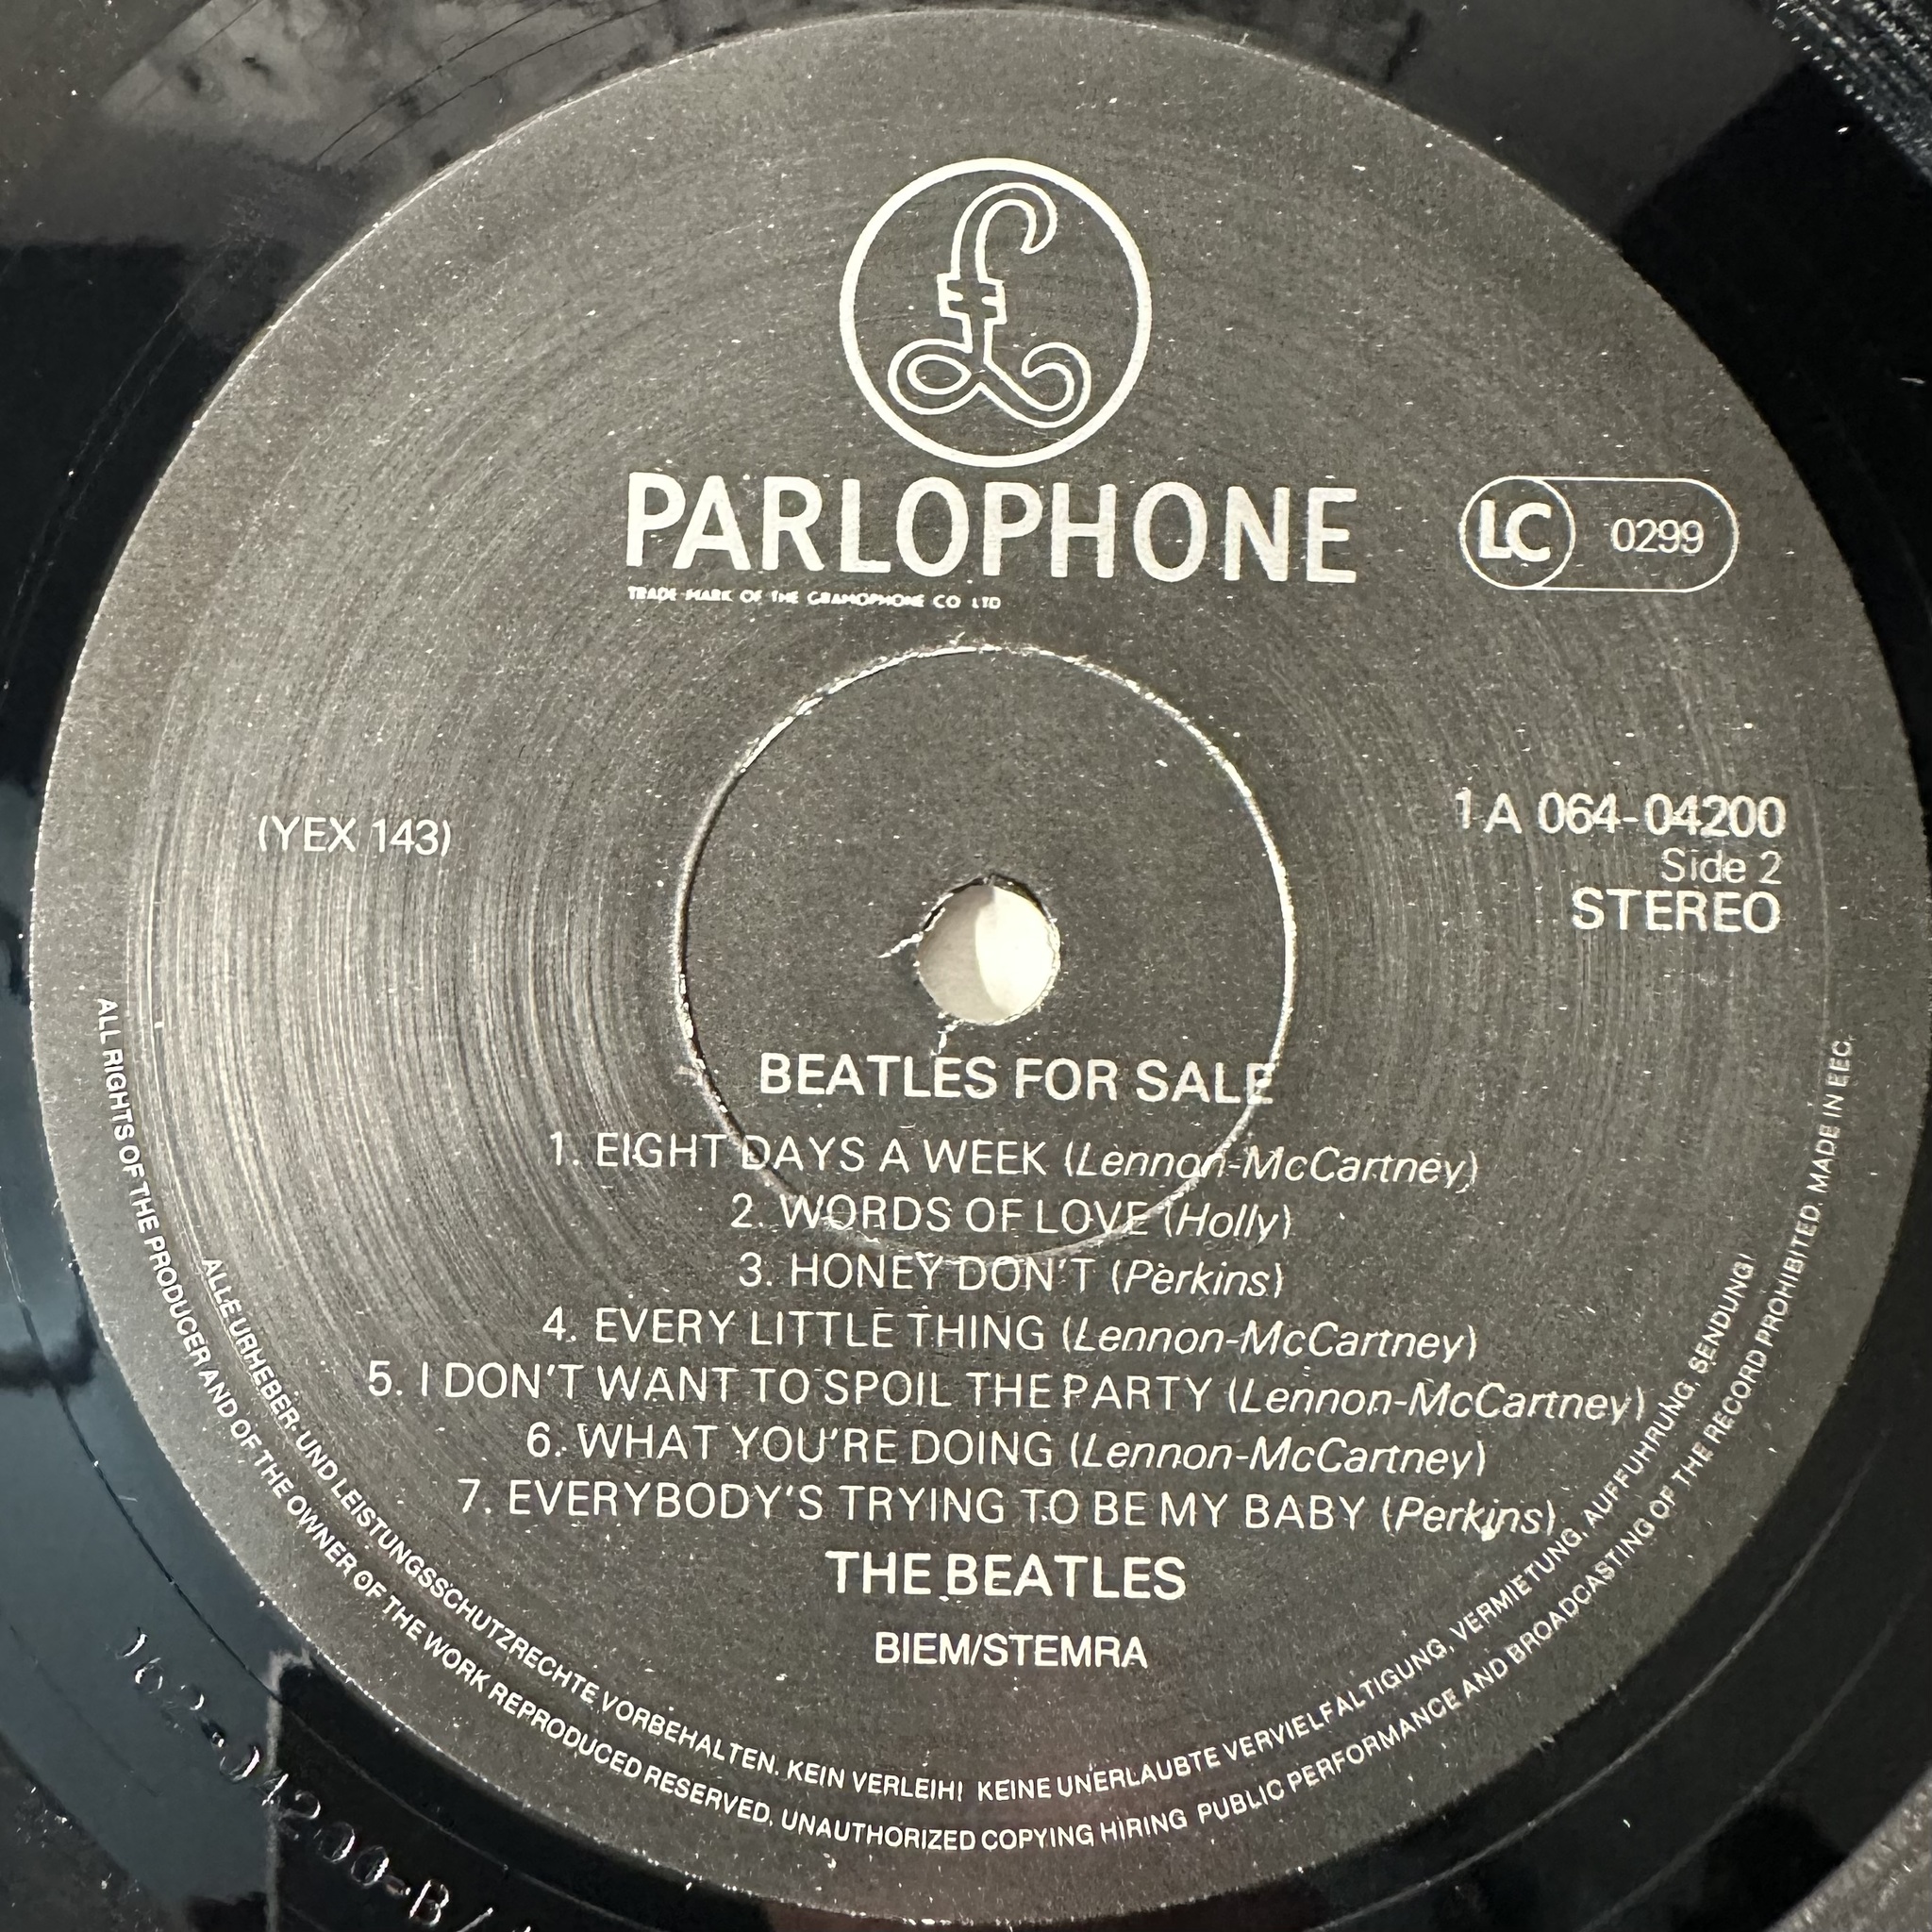 PARLOPHONE
TRADE MARK OF THE GRAMOPHONE CO LTD
LC 0299
(YEX 143)
1A 064-04200
Side 2
STEREO
BEATLES FOR SALE
1. EIGHT DAYS A WEEK (Lennon-McCartney)
2. WORDS OF LOVE (Holly)
3. HONEY DON'T (Perkins)
4. EVERY LITTLE THING (Lennon-McCartney)
5. I DON'T WANT TO SPOIL THE PARTY (Lennon-McCartney)
6. WHAT YOU'RE DOING (Lennon-McCartney)
7. EVERYBODY'S TRYING TO BE MY BABY (Perkins)
THE BEATLES
BIEM/STEMRA
ALLE URHEBER- UND LEISTUNGSSCHUTZRECHTE VORBEHALTEN. KEIN VERLEIH! KEINE UNERLAUBTE VERVIELFÄLTIGUNG, VERMIETUNG, AUFFÜHRUNG, SENDUNG!
ALL RIGHTS OF THE PRODUCER AND OF THE OWNER OF THE WORK REPRODUCED RESERVED. UNAUTHORIZED COPYING HIRING PUBLIC PERFORMANCE AND BROADCASTING OF THE RECORD PROHIBITED. MADE IN EEC.